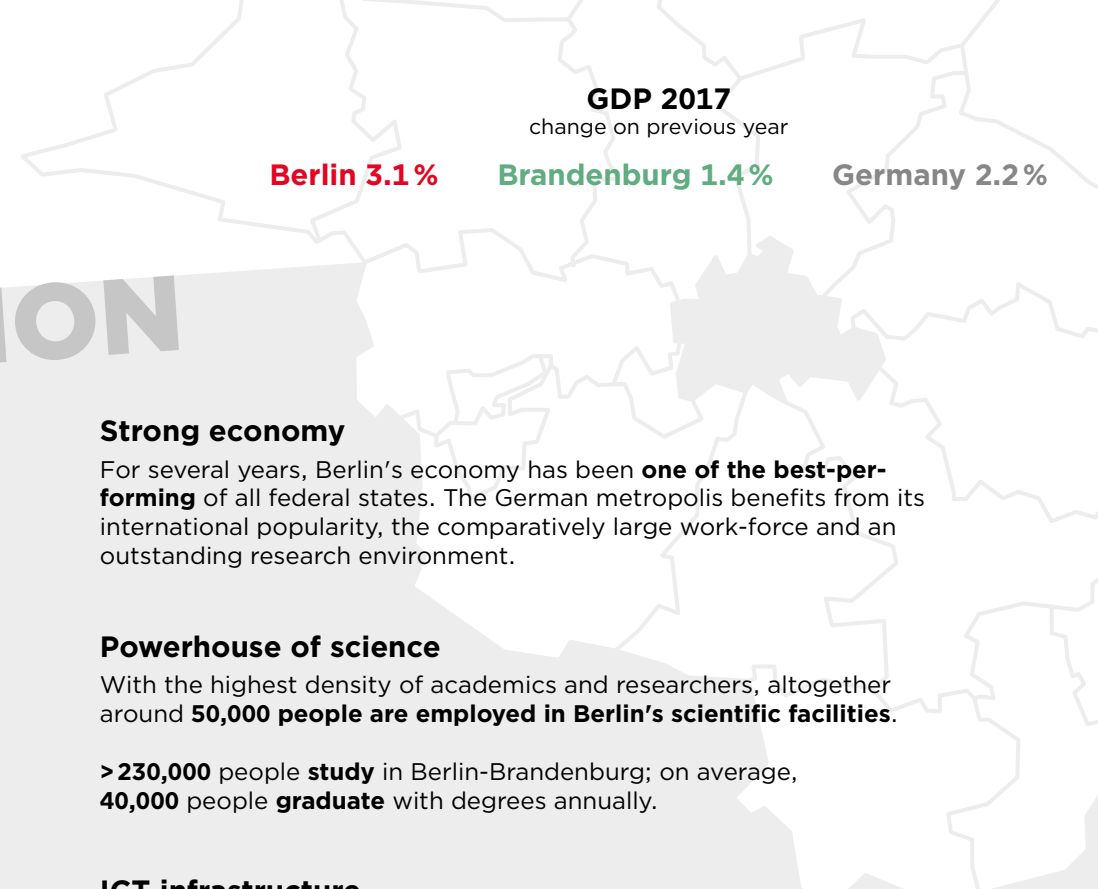 GDP 2017
change on previous year
Berlin 3.1 % Brandenburg 1.4 % Germany 2.2 %
ION
Strong economy
For several years, Berlin's economy has been one of the best-per-
forming of all federal states. The German metropolis benefits from its
international popularity, the comparatively large work-force and an
outstanding research environment.
Powerhouse of science
With the highest density of academics and researchers, altogether
around 50,000 people are employed in Berlin's scientific facilities.
> 230,000 people study in Berlin-Brandenburg; on average,
40,000 people graduate with degrees annually.
ICT infrastructure